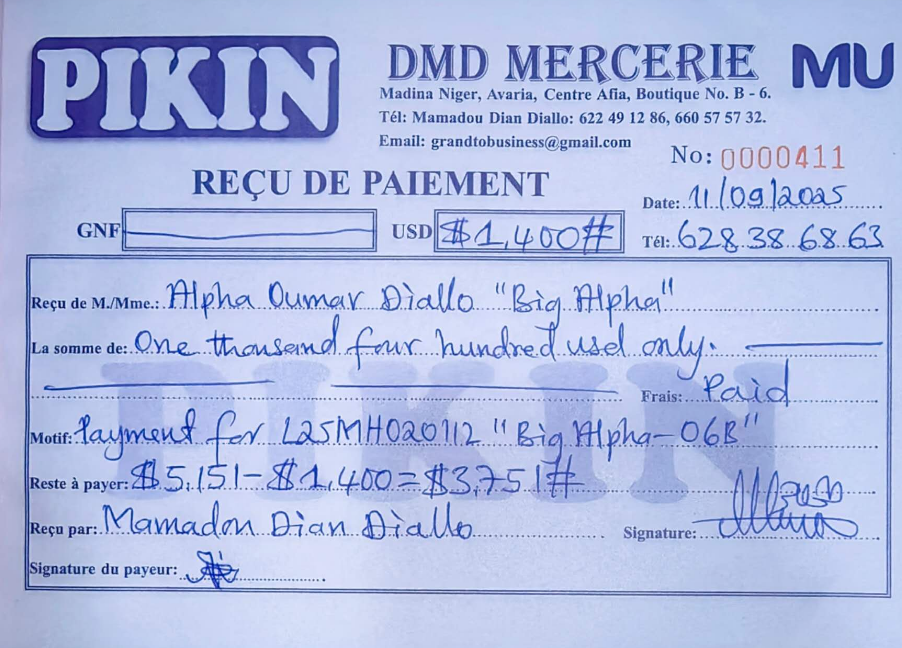 PIKIN
DMD MERCERIE
MU
Madina Niger, Avaria, Centre Afia, Boutique No. B - 6.
Tél: Mamadou Dian Diallo: 622 49 12 86, 660 57 57 32.
Email: grandtobusiness@gmail.com
No: 0000411
REÇU DE PAIEMENT
Date: 11/09/2025
GNF
USD $1,400#
Tél: 628.38.68.63
Reçu de M./Mme.: Alpha Oumar Diallo "Big Alpha"
La somme de: One thousand four hundred usd only.
Frais: Paid
PIKIN
Motif: Payment for L25MH020112 "Big Alpha-06B"
Reste à payer: $5,151-$1,400=$3,751#
Reçu par: Mamadou Dian Diallo
Signature:
Signature du payeur: